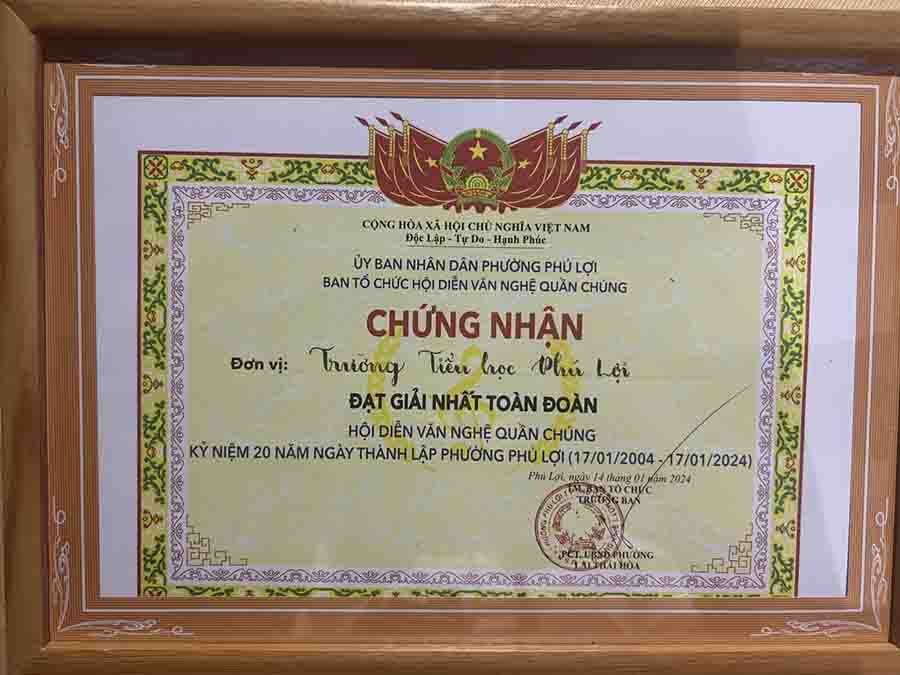 CỘNG HÒA XÃ HỘI CHỦ NGHĨA VIỆT NAM
Độc Lập - Tự Do - Hạnh Phúc
ỦY BAN NHÂN DÂN PHƯỜNG PHÚ LỢI
BAN TỔ CHỨC HỘI DIỄN VĂN NGHỆ QUẦN CHÚNG
CHỨNG NHẬN
Đơn vị: Trường Tiểu học Phú Lợi
ĐẠT GIẢI NHẤT TOÀN ĐOÀN
HỘI DIỄN VĂN NGHỆ QUẦN CHÚNG
KỶ NIỆM 20 NĂM NGÀY THÀNH LẬP PHƯỜNG PHÚ LỢI (17/01/2004 - 17/01/2024)
Phú Lợi, ngày 14 tháng 01 năm 2024
TM. BAN TỔ CHỨC
TRƯỞNG BAN
PCT. UBND PHƯỜNG
LẠI THÁI HÒA